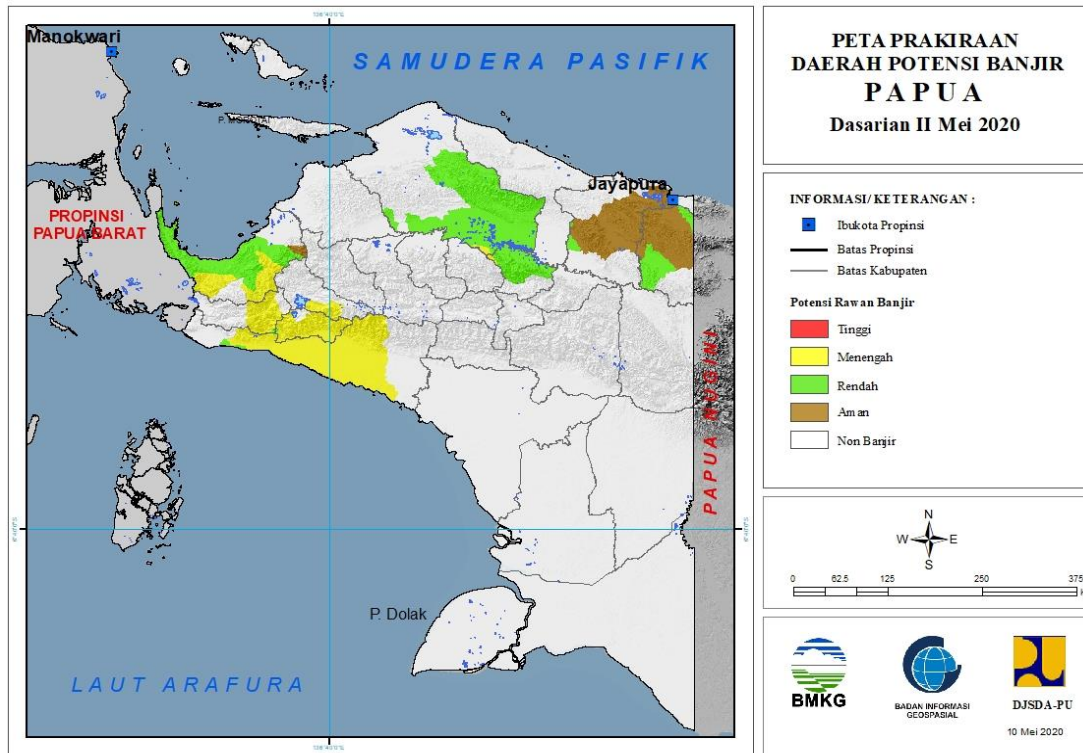 Manokwari
SAMUDERA PASIFIK
Jayapura
PROPINSI
PAPUA BARAT
PAPUA NUGINI
P. Dolak
LAUT ARAFURA
PETA PRAKIRAAN
DAERAH POTENSI BANJIR
PAPUA
Dasarian II Mei 2020
INFORMASI/ KETERANGAN :
Ibukota Propinsi
Batas Propinsi
Batas Kabupaten
Potensi Rawan Banjir
Tinggi
Menengah
Rendah
Aman
Non Banjir
N
W E
S
0 62.5 125 250 375
BMKG
BADAN INFORMASI
GEOSPASIAL
DJSDA-PU
10 Mei 2020